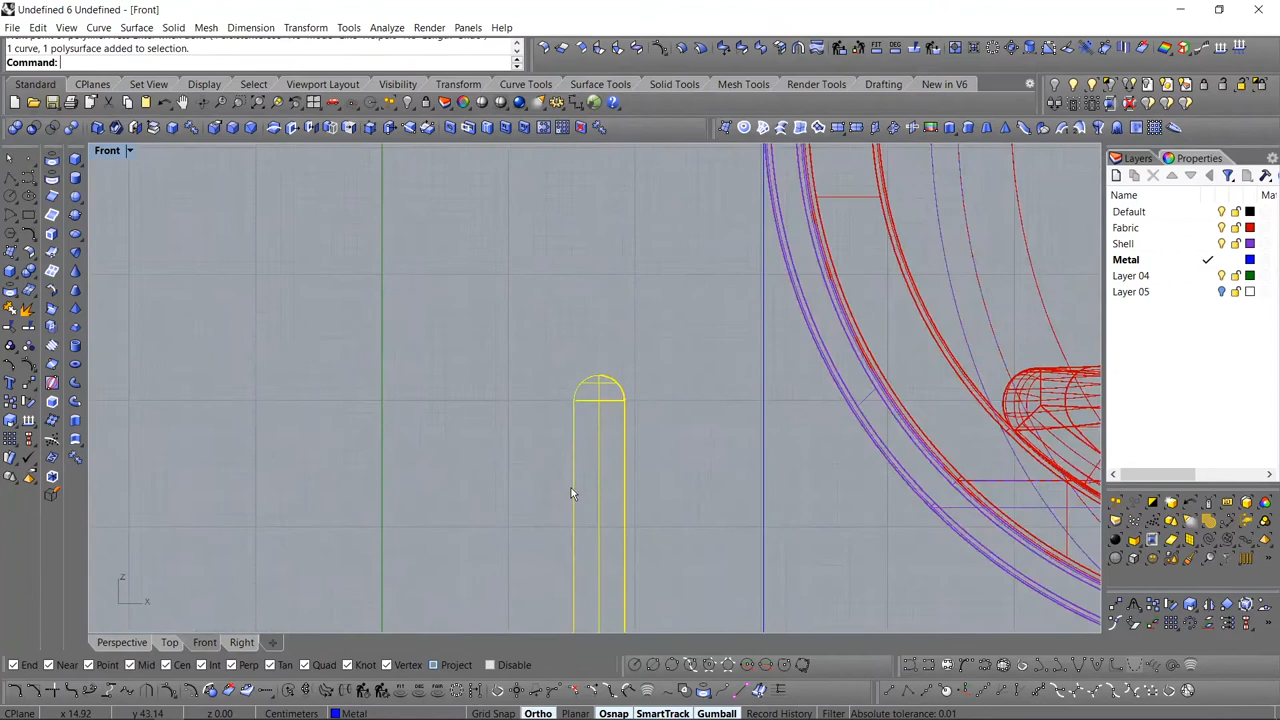 Undefined 6 Undefined - [Front]
File Edit View Curve Surface Solid Mesh Dimension Transform Tools Analyze Render Panels Help
1 curve, 1 polysurface added to selection.
Command:
Standard CPlanes Set View Display Select Viewport Layout Visibility Transform Curve Tools Surface Tools Solid Tools Mesh Tools Render Tools Drafting New in V6
Front
Layers Properties
Name Ma
Default
Fabric
Shell
Metal
Layer 04
Layer 05
z
x
Perspective Top Front Right
End Near Point Mid Cen Int Perp Tan Quad Knot Vertex Project Disable
CPlane x 14.92 y 43.14 z 0.00 Centimeters Metal Grid Snap Ortho Planar Osnap SmartTrack Gumball Record History Filter Absolute tolerance: 0.01